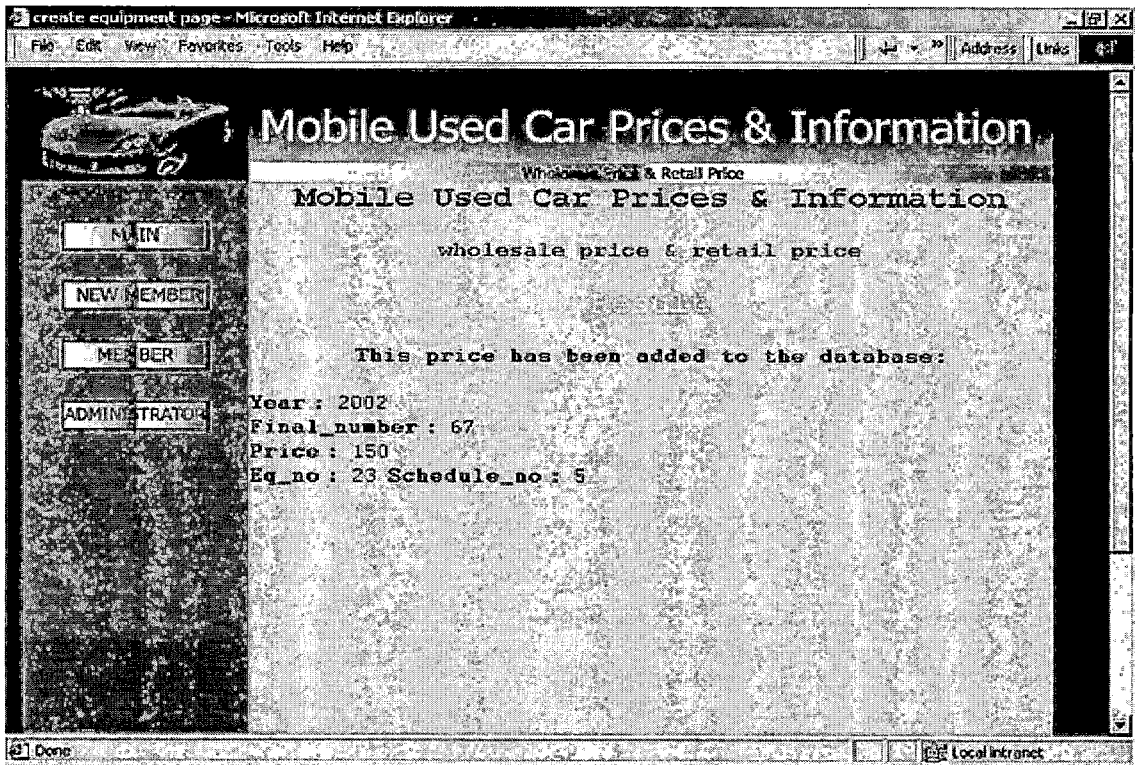 create equipment page - Microsoft Internet Explorer
File Edit View Favorites Tools Help
Address Links
Mobile Used Car Prices & Information
Wholesale Price & Retail Price
Mobile Used Car Prices & Information
wholesale price & retail price
MAIN
NEW MEMBER
MEMBER
ADMINISTRATOR
This price has been added to the database:
Year : 2002
Final_number : 67
Price : 150
Eq_no : 23 Schedule_no : 5
Done
Local intranet